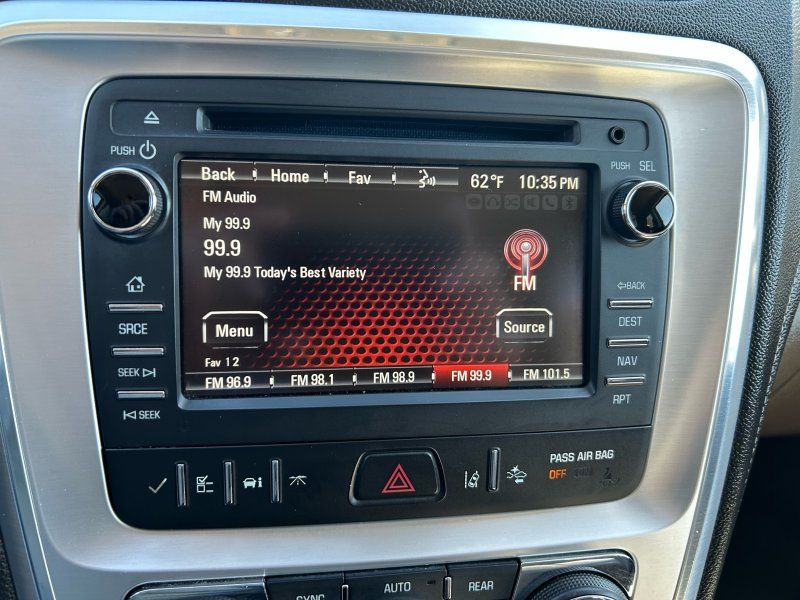 PUSH
PUSH SEL
Back Home Fav 62°F 10:35 PM
FM Audio
My 99.9
99.9
My 99.9 Today's Best Variety
FM
Menu Source
Fav 1 2
FM 96.9 FM 98.1 FM 98.9 FM 99.9 FM 101.5
SRCE
SEEK
SEEK
BACK
DEST
NAV
RPT
PASS AIR BAG
OFF
SYNC AUTO REAR